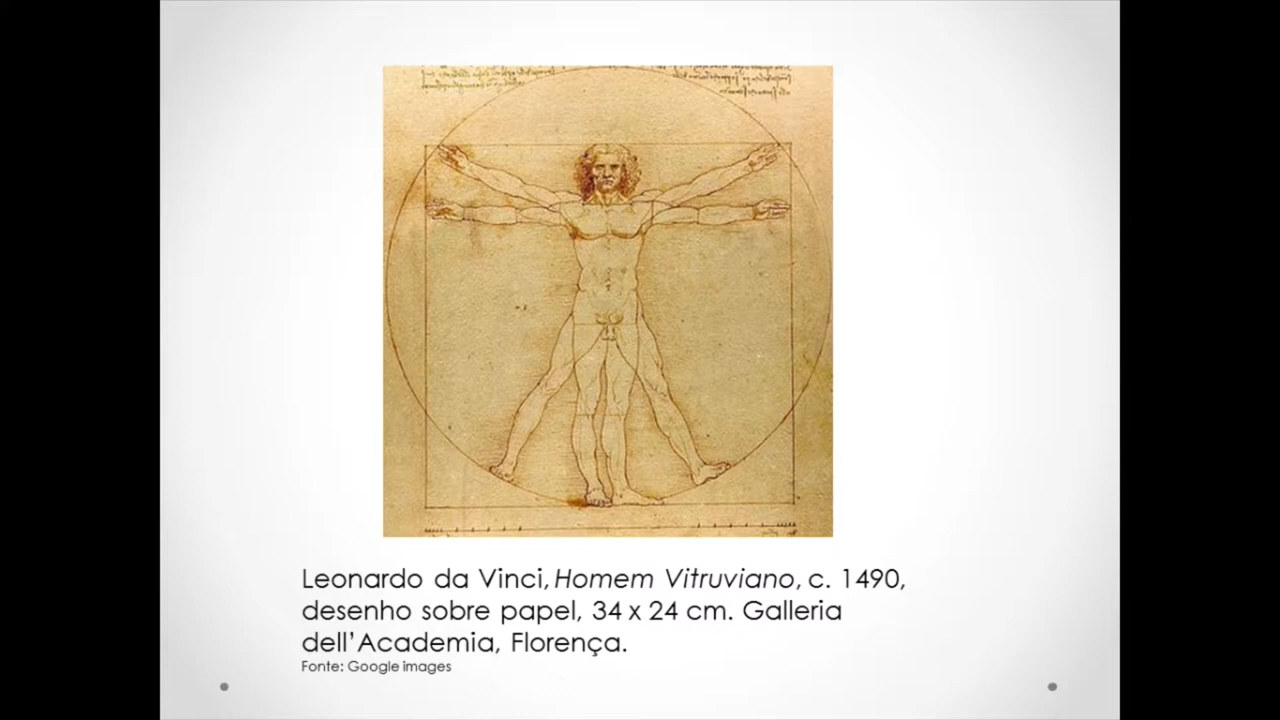 Leonardo da Vinci, Homem Vitruviano, c. 1490,
desenho sobre papel, 34 x 24 cm. Galleria
dell'Academia, Florença.
Fonte: Google images